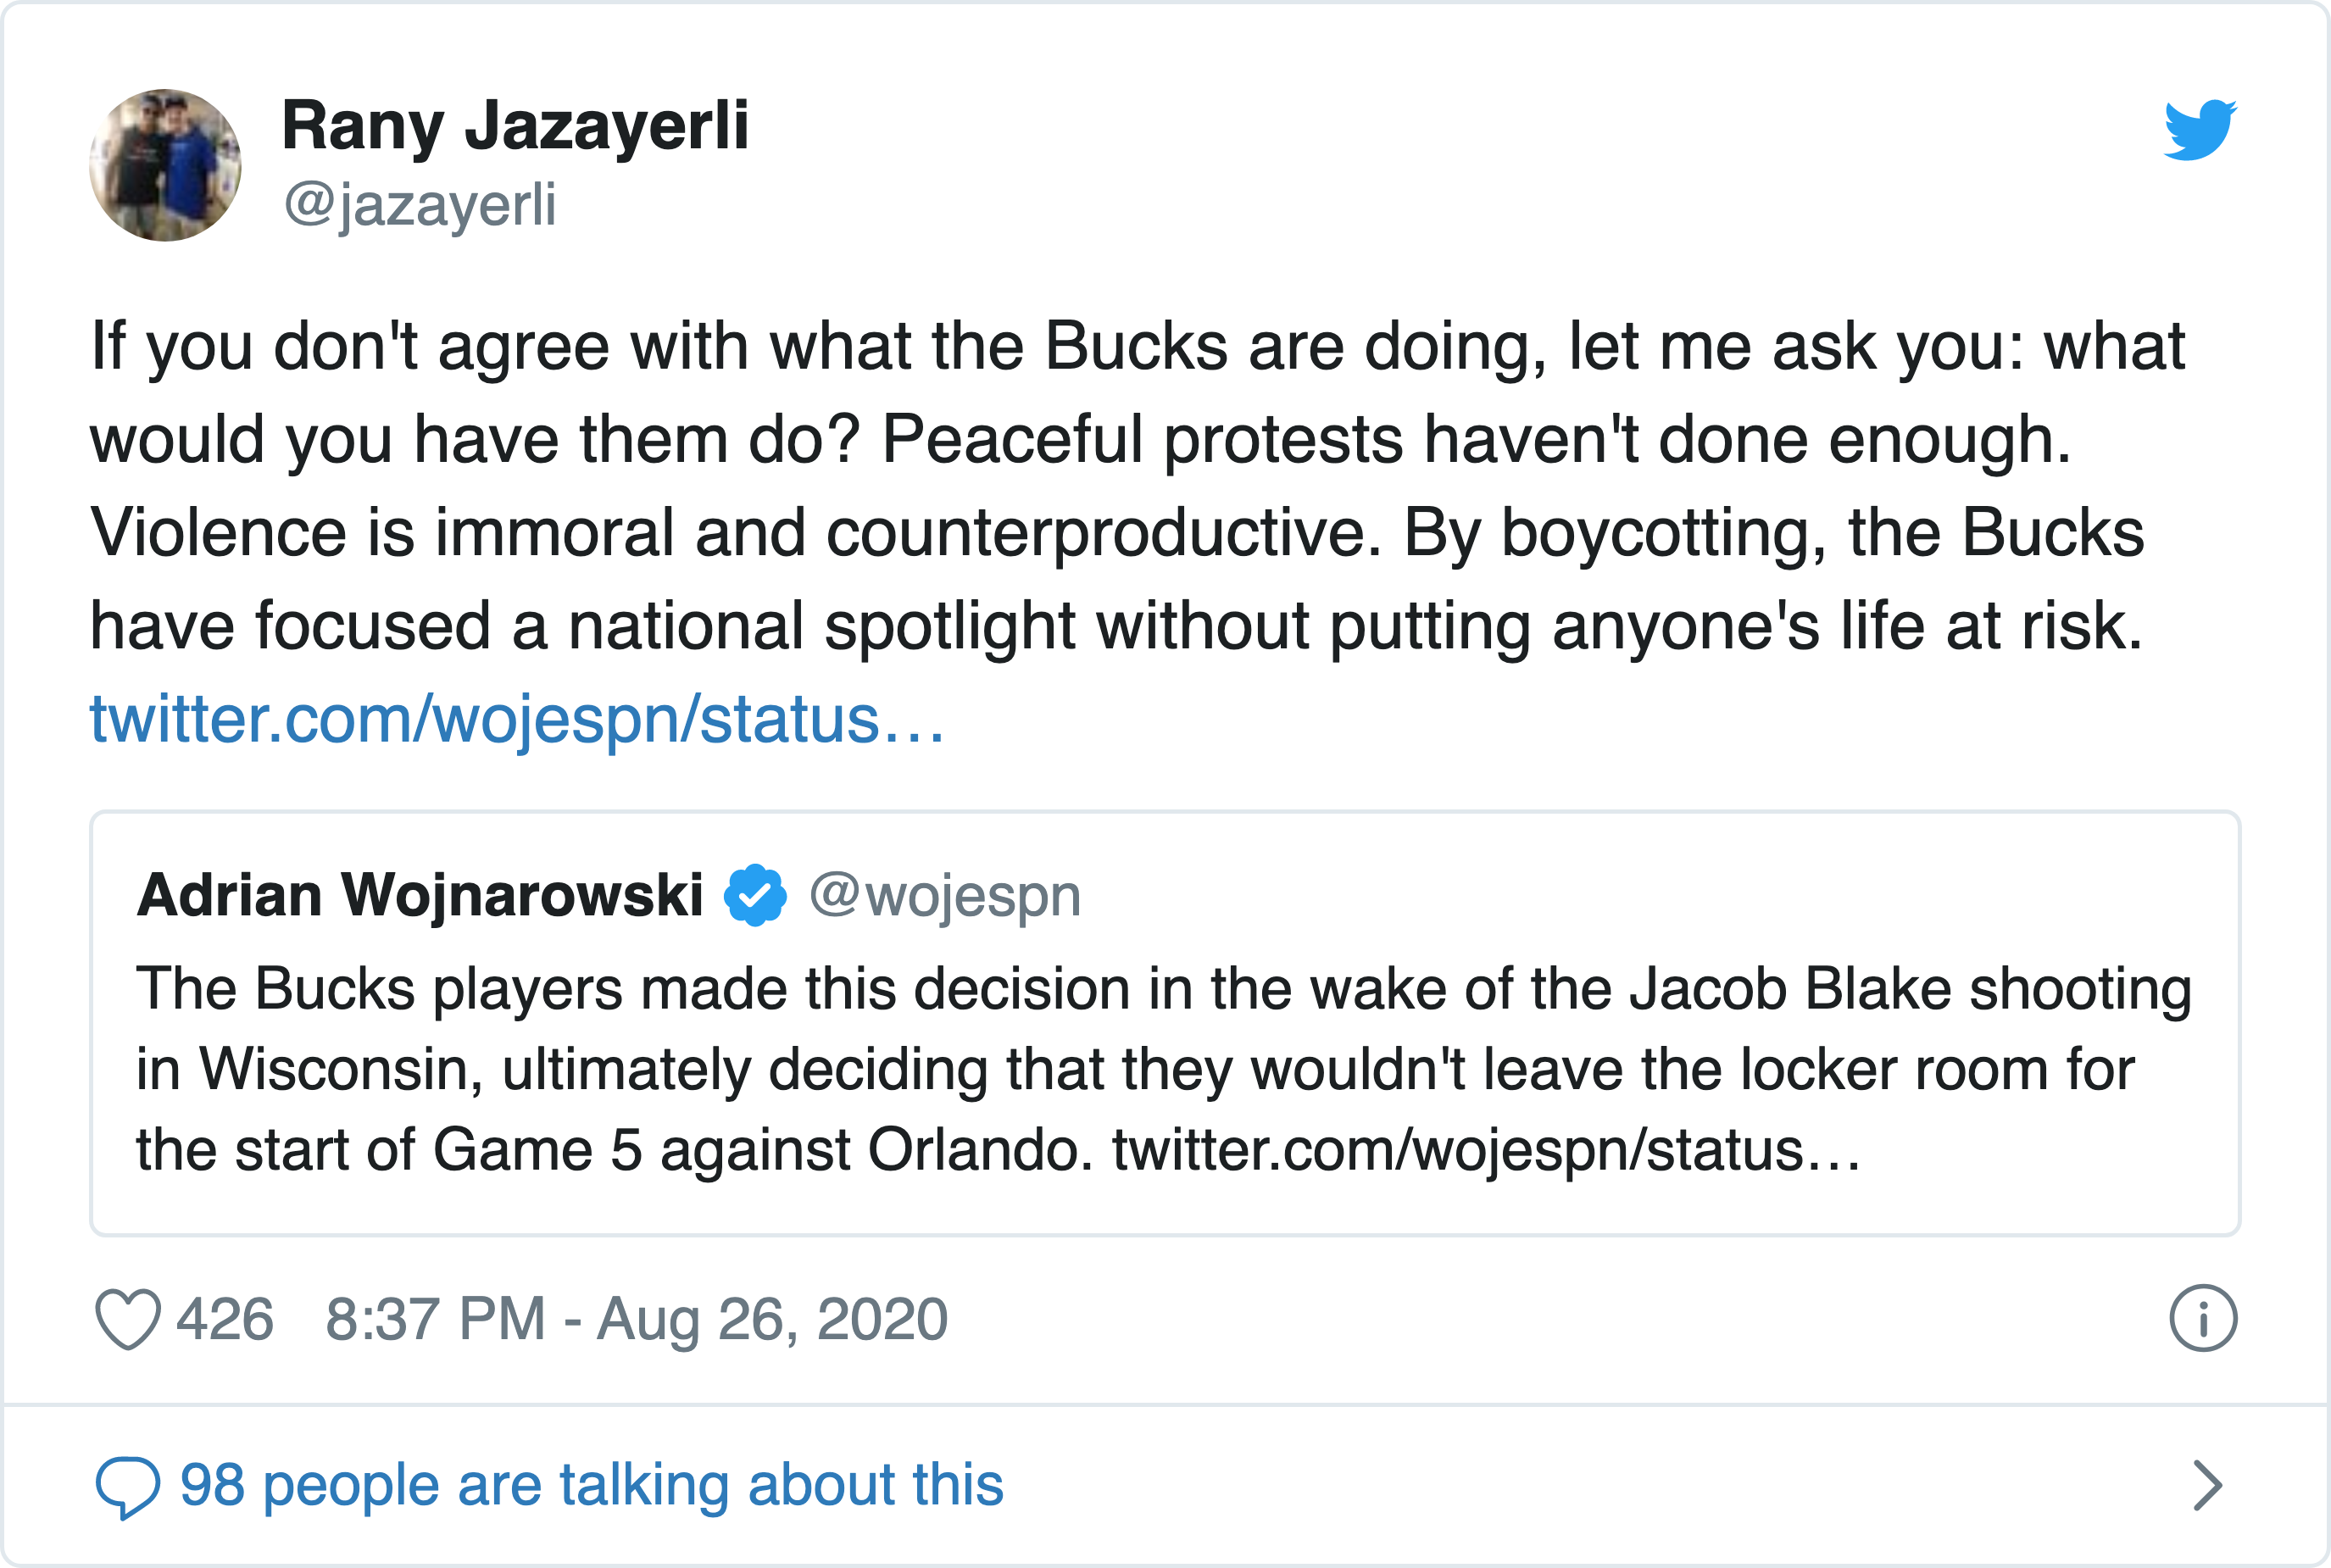 Rany Jazayerli
@jazayerli
If you don't agree with what the Bucks are doing, let me ask you: what
would you have them do? Peaceful protests haven't done enough.
Violence is immoral and counterproductive. By boycotting, the Bucks
have focused a national spotlight without putting anyone's life at risk.
twitter.com/wojespn/status…
Adrian Wojnarowski @wojespn
The Bucks players made this decision in the wake of the Jacob Blake shooting
in Wisconsin, ultimately deciding that they wouldn't leave the locker room for
the start of Game 5 against Orlando. twitter.com/wojespn/status…
426 8:37 PM - Aug 26, 2020
98 people are talking about this